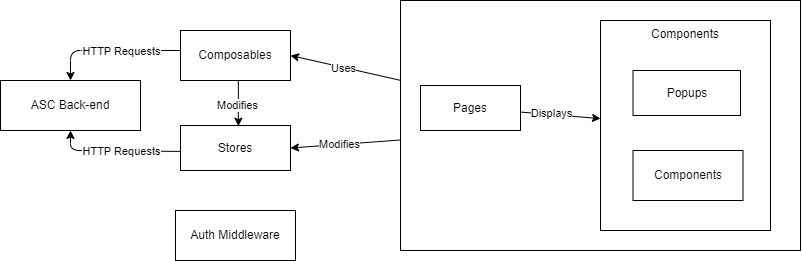 Components
HTTP Requests
Composables
Uses
Popups
ASC Back-end
Modifies
Pages
Displays
HTTP Requests
Stores
Modifies
Components
Auth Middleware